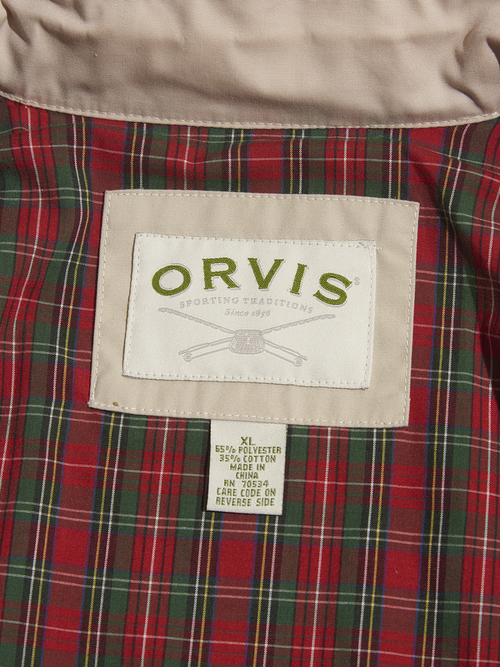 ORVIS®
SPORTING TRADITIONS
Since 1856
XL
65% POLYESTER
35% COTTON
MADE IN
CHINA
RN 70534
CARE CODE ON
REVERSE SIDE